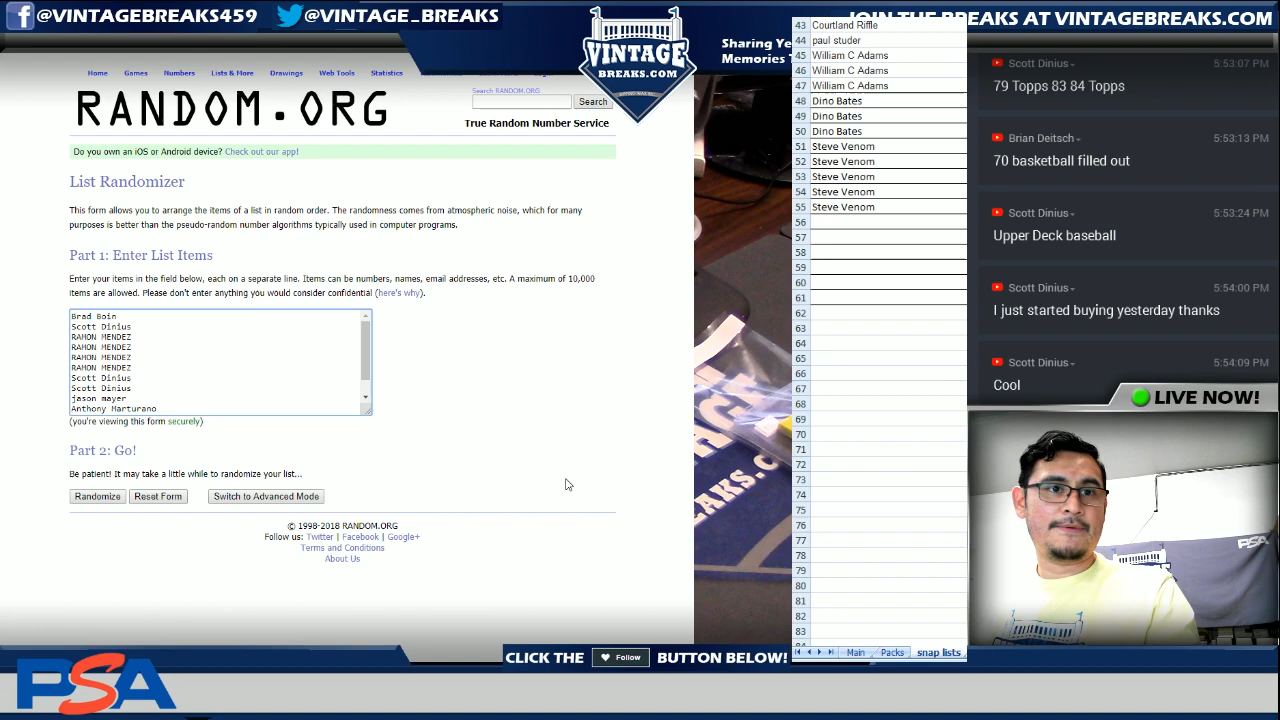 @VINTAGEBREAKS459
@VINTAGE_BREAKS
VINTAGE
BREAKS.COM
Sharing
Memories
JOIN THE BREAKS AT VINTAGEBREAKS.COM
Home
Games
Numbers
Lists & More
Drawings
Web Tools
Statistics
RANDOM.ORG
Search RANDOM.ORG
Search
True Random Number Service
Do you own an iOS or Android device? Check out our app!
List Randomizer
This form allows you to arrange the items of a list in random order. The randomness comes from atmospheric noise, which for many
purposes is better than the pseudo-random number algorithms typically used in computer programs.
Part 1: Enter List Items
Enter your items in the field below, each on a separate line. Items can be numbers, names, email addresses, etc. A maximum of 10,000
items are allowed. Please don't enter anything you would consider confidential (here's why).
Brad Boin
Scott Dinius
RAMON MENDEZ
RAMON MENDEZ
RAMON MENDEZ
RAMON MENDEZ
Scott Dinius
Scott Dinius
jason mayer
Anthony Marturano
(you're viewing this form securely)
Part 2: Go!
Be patient! It may take a little while to randomize your list...
Randomize
Reset Form
Switch to Advanced Mode
© 1998-2018 RANDOM.ORG
Follow us: Twitter | Facebook | Google+
Terms and Conditions
About Us
43 Courtland Riffle
44 paul studer
45 William C Adams
46 William C Adams
47 William C Adams
48 Dino Bates
49 Dino Bates
50 Dino Bates
51 Steve Venom
52 Steve Venom
53 Steve Venom
54 Steve Venom
55 Steve Venom
56
57
58
59
60
61
62
63
64
65
66
67
68
69
70
71
72
73
74
75
76
77
78
79
80
81
82
83
Main
Packs
snap lists
Scott Dinius
5:53:07 PM
79 Topps 83 84 Topps
Brian Deitsch
5:53:13 PM
70 basketball filled out
Scott Dinius
5:53:24 PM
Upper Deck baseball
Scott Dinius
5:54:00 PM
I just started buying yesterday thanks
Scott Dinius
5:54:09 PM
Cool
LIVE NOW!
PSA
CLICK THE
Follow
BUTTON BELOW!
PSA